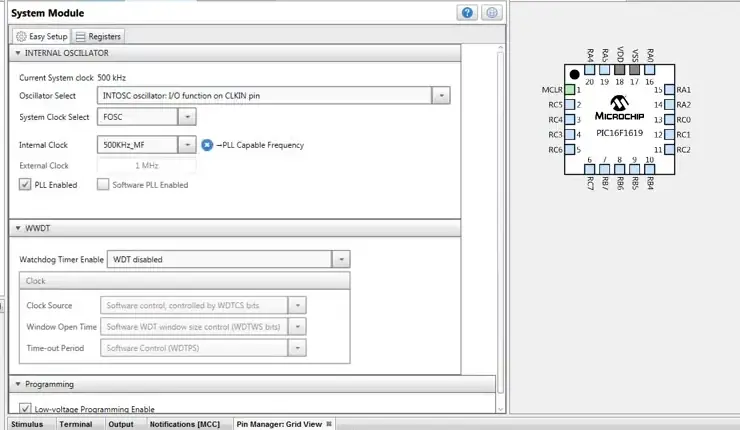 System Module
Easy Setup
Registers
INTERNAL OSCILLATOR
Current System clock 500 kHz
Oscillator Select
INTOSC oscillator: I/O function on CLKIN pin
System Clock Select
FOSC
Internal Clock
500KHz_MF
→PLL Capable Frequency
External Clock
1 MHz
PLL Enabled
Software PLL Enabled
WWDT
Watchdog Timer Enable
WDT disabled
Clock
Clock Source
Software control, controlled by WDTCS bits
Window Open Time
Software WDT window size control (WDTWS bits)
Time-out Period
Software Control (WDTPS)
Programming
Low-voltage Programming Enable
Stimulus
Terminal
Output
Notifications [MCC]
Pin Manager: Grid View
RA4 RA5 VDD VSS RA0
20 19 18 17 16
MCLR 1 15 RA1
RC5 2 14 RA2
RC4 3 13 RC0
RC3 4 12 RC1
RC6 5 11 RC2
MICROCHIP
PIC16F1619
6 7 8 9 10
RC7 RB7 RB6 RB5 RB4